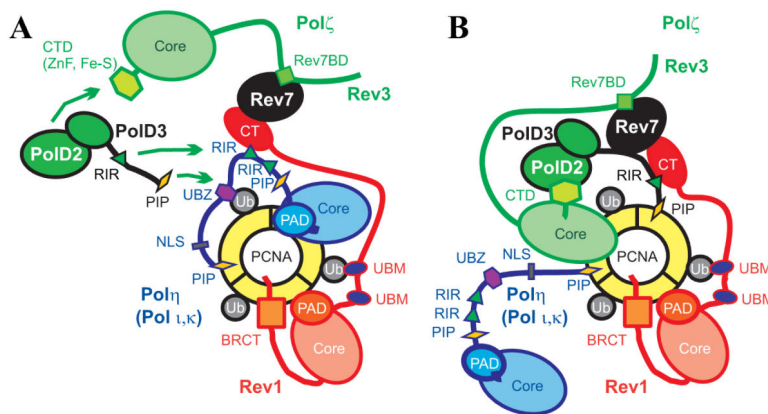 A
CTD
(ZnF, Fe-S)
Core
Polζ
Rev7BD
Rev3
Rev7
PolD3
PolD2
CT
RIR
RIR
RIR
PIP
PIP
UBZ
Ub
PAD
Core
NLS
PCNA
PIP
Ub
UBM
Polη
(Pol ι,κ)
Ub
PAD
UBM
BRCT
Core
Rev1
B
Polζ
Rev7BD
Rev3
PolD3
Rev7
PolD2
CT
RIR
CTD
Ub
PIP
Core
UBZ
NLS
PCNA
PIP
Ub
UBM
RIR
Polη
RIR
(Pol ι,κ)
Ub
PAD
UBM
PIP
BRCT
PAD
Core
Core
Rev1